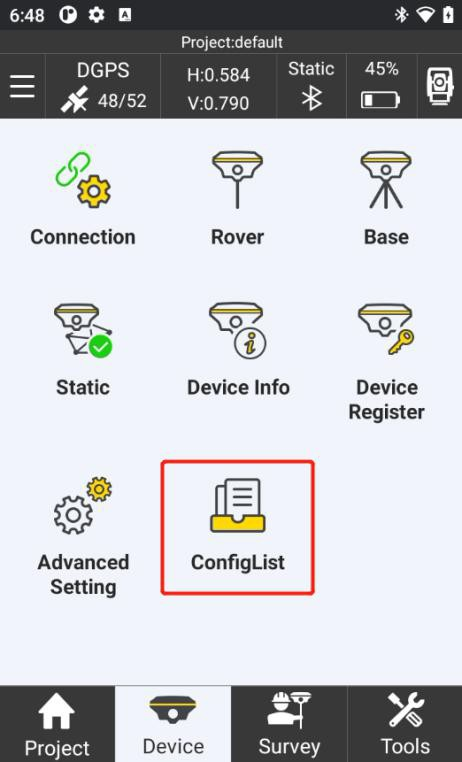 6:48
Project:default
DGPS
48/52
H:0.584
V:0.790
Static
45%
Connection
Rover
Base
Static
Device Info
Device
Register
Advanced
Setting
ConfigList
Project
Device
Survey
Tools